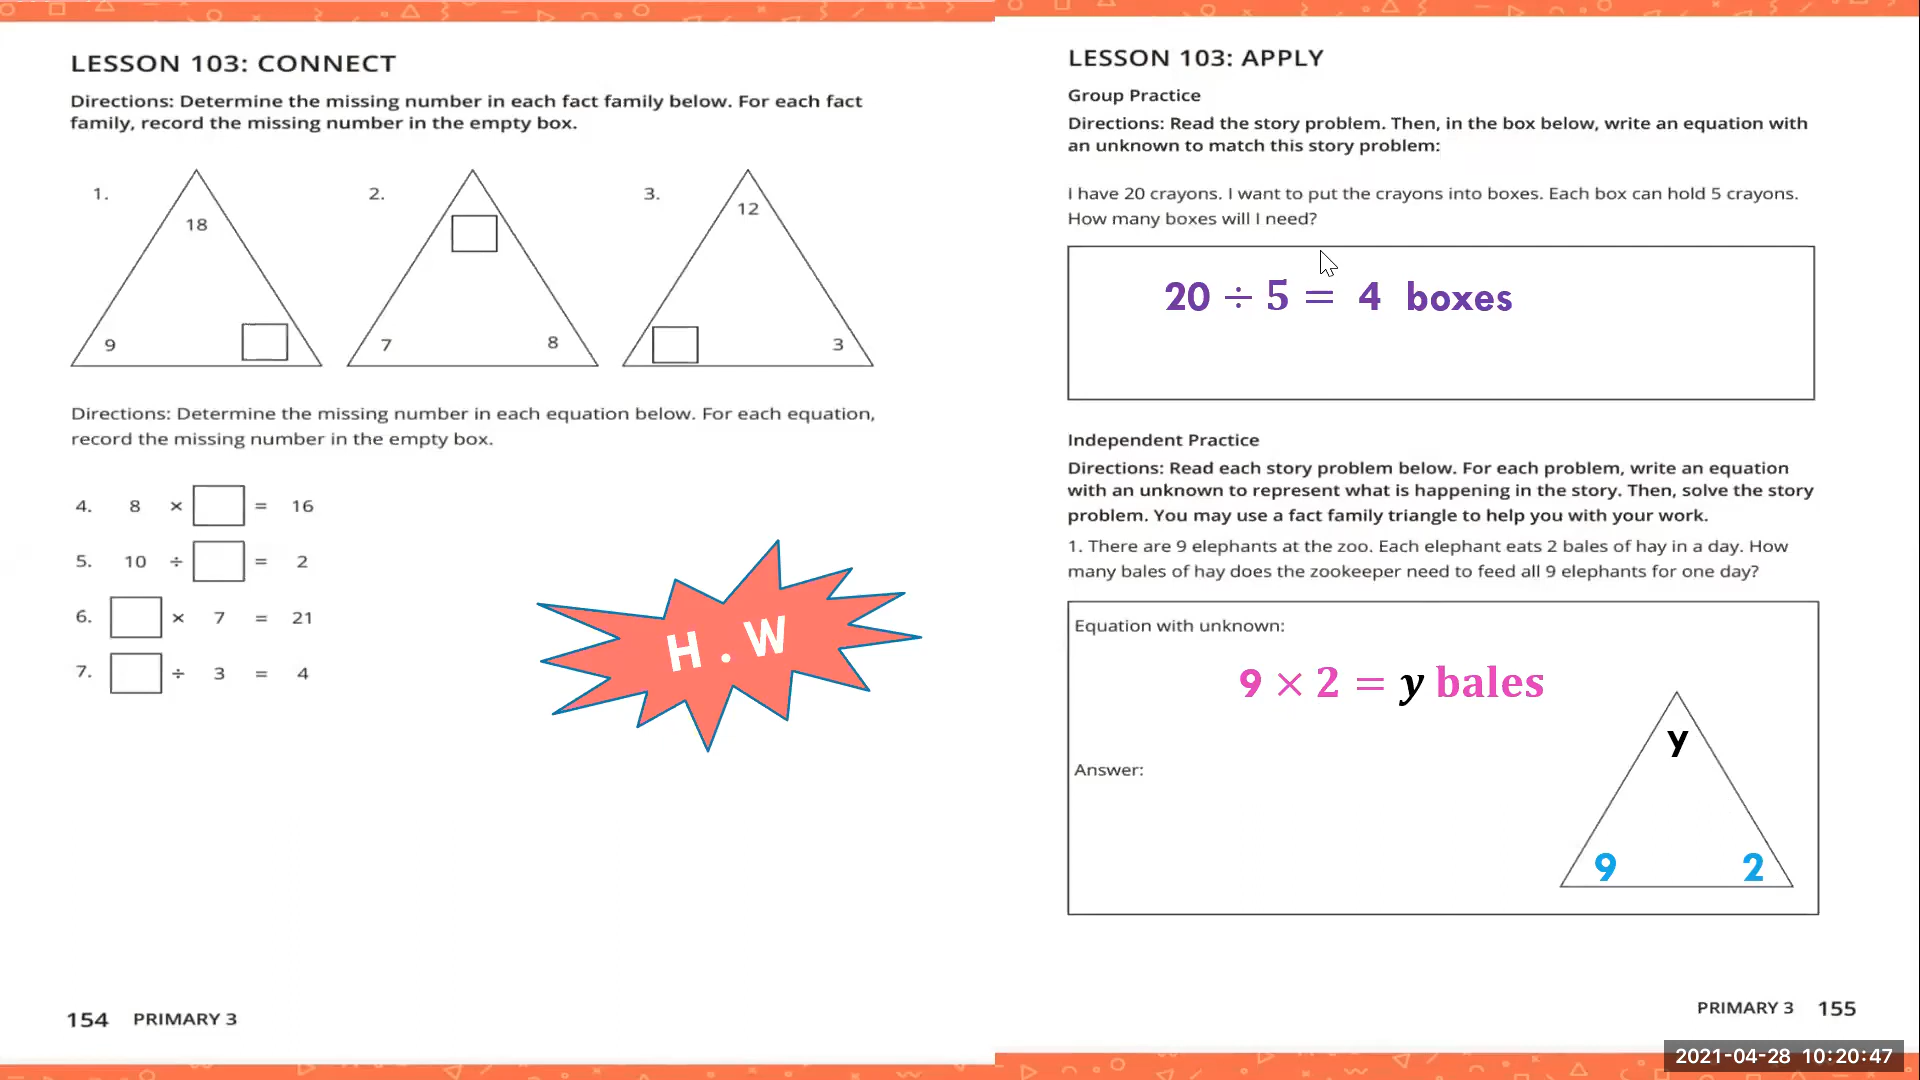 LESSON 103: CONNECT
Directions: Determine the missing number in each fact family below. For each fact
family, record the missing number in the empty box.
1.
18
9
2.
7
8
3.
12
3
Directions: Determine the missing number in each equation below. For each equation,
record the missing number in the empty box.
4. 8 × = 16
5. 10 ÷ = 2
6. × 7 = 21
7. ÷ 3 = 4
H . W
154 PRIMARY 3
LESSON 103: APPLY
Group Practice
Directions: Read the story problem. Then, in the box below, write an equation with
an unknown to match this story problem:
I have 20 crayons. I want to put the crayons into boxes. Each box can hold 5 crayons.
How many boxes will I need?
20 ÷ 5 = 4 boxes
Independent Practice
Directions: Read each story problem below. For each problem, write an equation
with an unknown to represent what is happening in the story. Then, solve the story
problem. You may use a fact family triangle to help you with your work.
1. There are 9 elephants at the zoo. Each elephant eats 2 bales of hay in a day. How
many bales of hay does the zookeeper need to feed all 9 elephants for one day?
Equation with unknown:
9 × 2 = y bales
y
Answer:
9
2
PRIMARY 3 155
2021-04-28 10:20:47